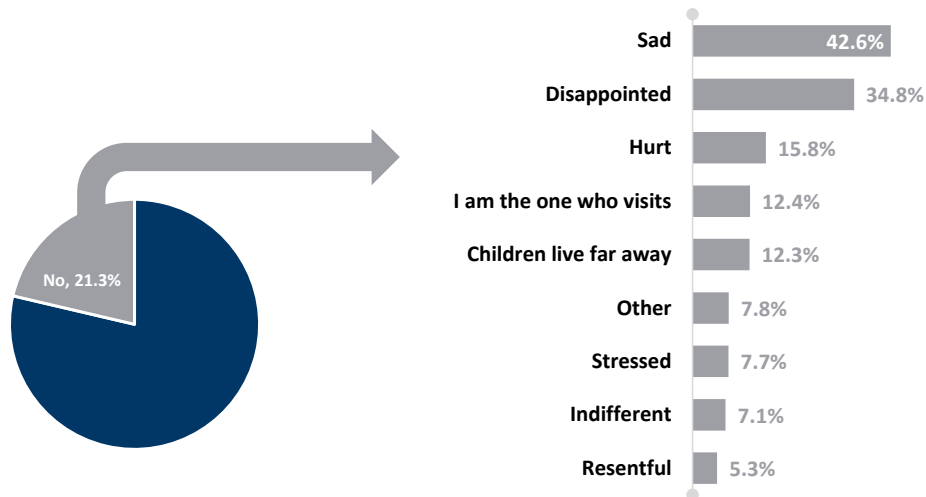 Sad
42.6%
Disappointed
34.8%
Hurt
15.8%
I am the one who visits
12.4%
Children live far away
12.3%
Other
7.8%
Stressed
7.7%
Indifferent
7.1%
Resentful
5.3%
No, 21.3%